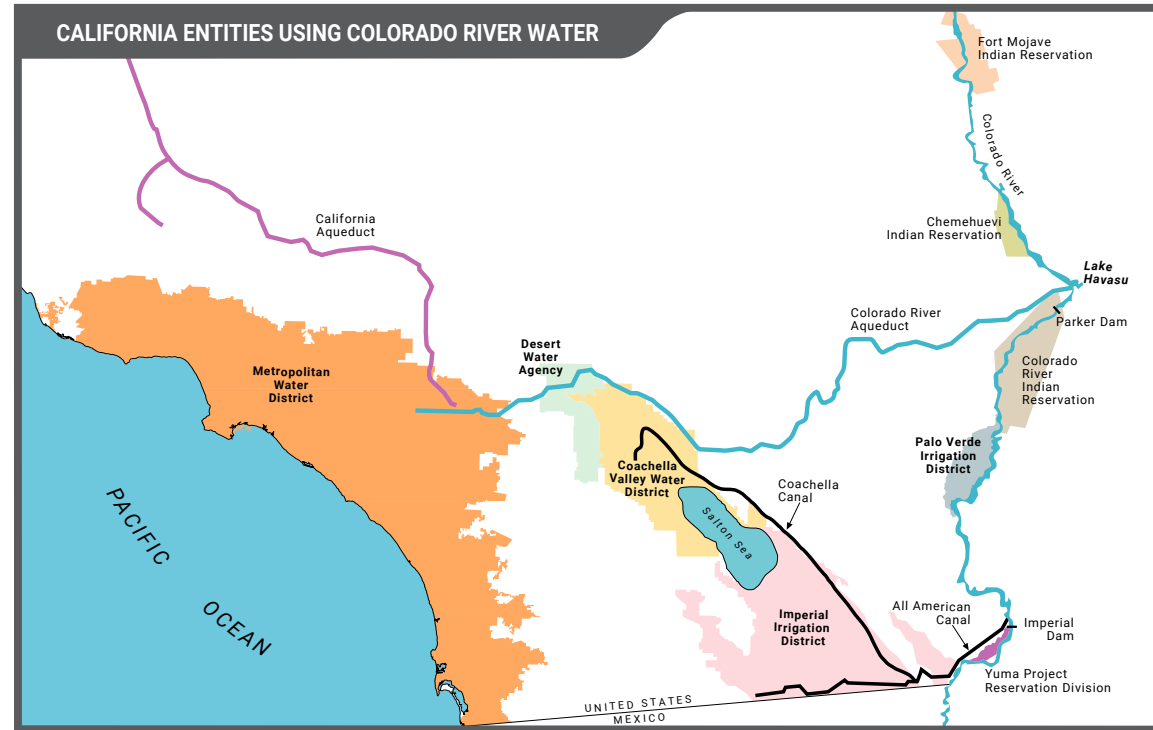 CALIFORNIA ENTITIES USING COLORADO RIVER WATER
Fort Mojave
Indian Reservation
Colorado River
California
Aqueduct
Chemehuevi
Indian Reservation
Lake
Havasu
Colorado River
Aqueduct
Parker Dam
Desert
Water
Agency
Metropolitan
Water
District
Colorado
River
Indian
Reservation
Palo Verde
Irrigation
District
Coachella
Valley Water
District
Coachella
Canal
Salton Sea
PACIFIC
OCEAN
Imperial
Irrigation
District
All American
Canal
Imperial
Dam
Yuma Project
Reservation Division
UNITED STATES
MEXICO